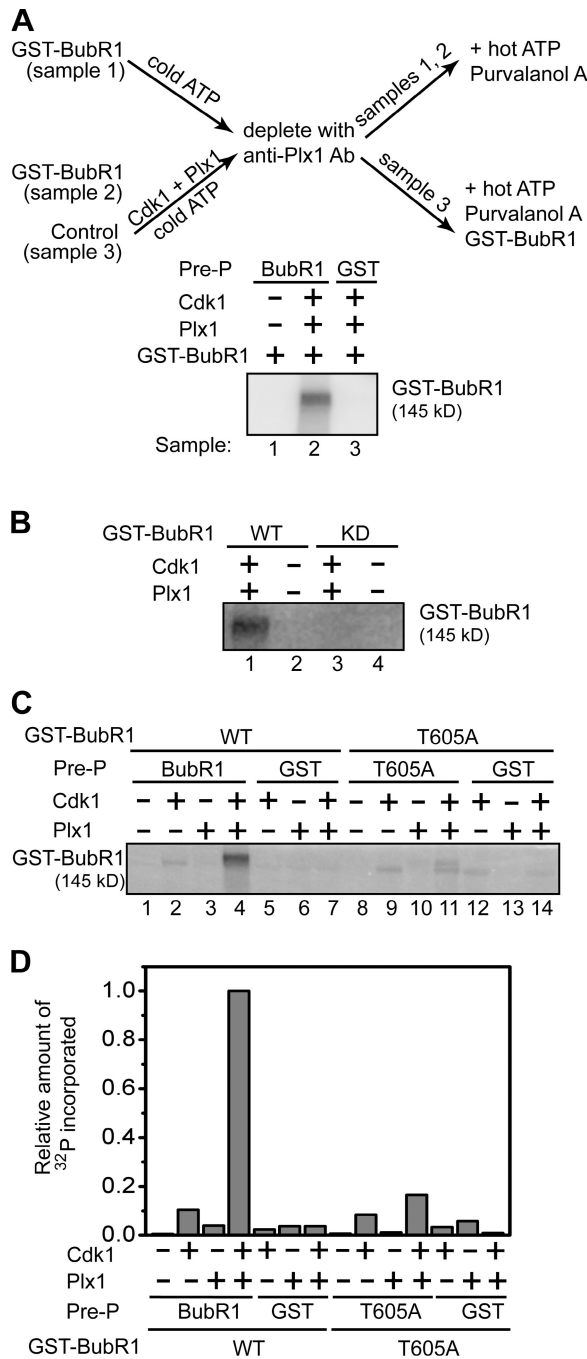 A
GST-BubR1
(sample 1)
cold ATP
GST-BubR1
(sample 2)
Control
(sample 3)
Cdk1 + Plx1
cold ATP
deplete with
anti-Plx1 Ab
samples 1, 2
+ hot ATP
Purvalanol A
sample 3
+ hot ATP
Purvalanol A
GST-BubR1
Pre-P BubR1 GST
Cdk1 − + +
Plx1 − + +
GST-BubR1 + + +
GST-BubR1
(145 kD)
Sample: 1 2 3
B
GST-BubR1 WT KD
Cdk1 + − + −
Plx1 + − + −
GST-BubR1
(145 kD)
1 2 3 4
C
GST-BubR1 WT T605A
Pre-P BubR1 GST T605A GST
Cdk1 − + − + + − + − + − + + − +
Plx1 − − + + − + + − − + + − + +
GST-BubR1
(145 kD)
1 2 3 4 5 6 7 8 9 10 11 12 13 14
D
Relative amount of
³²P incorporated
1.0
0.8
0.6
0.4
0.2
0.0
Cdk1 − + − + + − + − + − + + − +
Plx1 − − + + − + + − − + + − + +
Pre-P BubR1 GST T605A GST
GST-BubR1 WT T605A